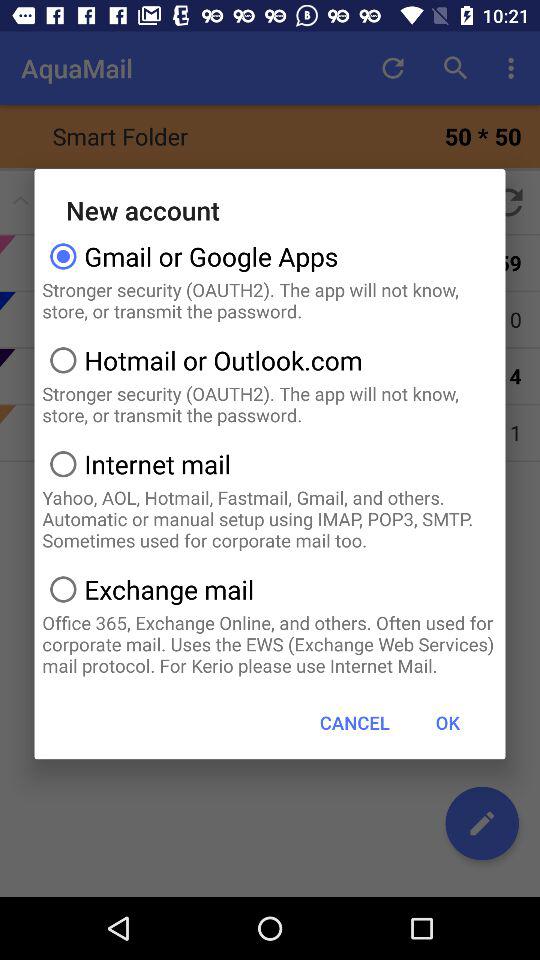 10:21
AquaMail
Smart Folder 50 * 50
New account
59
Gmail or Google Apps
Stronger security (OAUTH2). The app will not know,
store, or transmit the password.
0
Hotmail or Outlook.com
4
Stronger security (OAUTH2). The app will not know,
store, or transmit the password.
1
Internet mail
Yahoo, AOL, Hotmail, Fastmail, Gmail, and others.
Automatic or manual setup using IMAP, POP3, SMTP.
Sometimes used for corporate mail too.
Exchange mail
Office 365, Exchange Online, and others. Often used for
corporate mail. Uses the EWS (Exchange Web Services)
mail protocol. For Kerio please use Internet Mail.
CANCEL OK